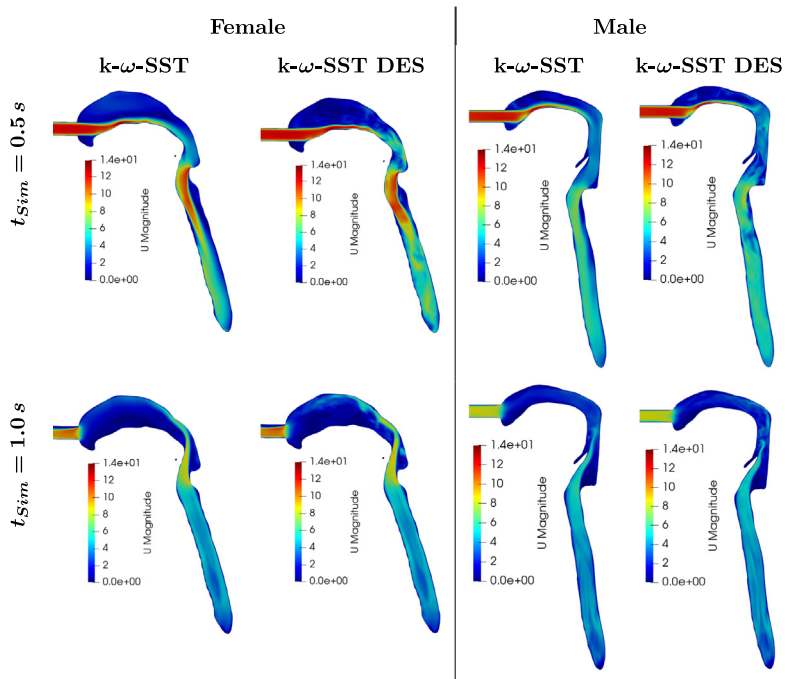 Female Male
k-ω-SST k-ω-SST DES k-ω-SST k-ω-SST DES
t_Sim = 0.5 s
1.4e+01
12
10
8
6
4
2
0.0e+00
U Magnitude
1.4e+01
12
10
8
6
4
2
0.0e+00
U Magnitude
1.4e+01
12
10
8
6
4
2
0.0e+00
U Magnitude
1.4e+01
12
10
8
6
4
2
0.0e+00
U Magnitude
t_Sim = 1.0 s
1.4e+01
12
10
8
6
4
2
0.0e+00
U Magnitude
1.4e+01
12
10
8
6
4
2
0.0e+00
U Magnitude
1.4e+01
12
10
8
6
4
2
0.0e+00
U Magnitude
1.4e+01
12
10
8
6
4
2
0.0e+00
U Magnitude